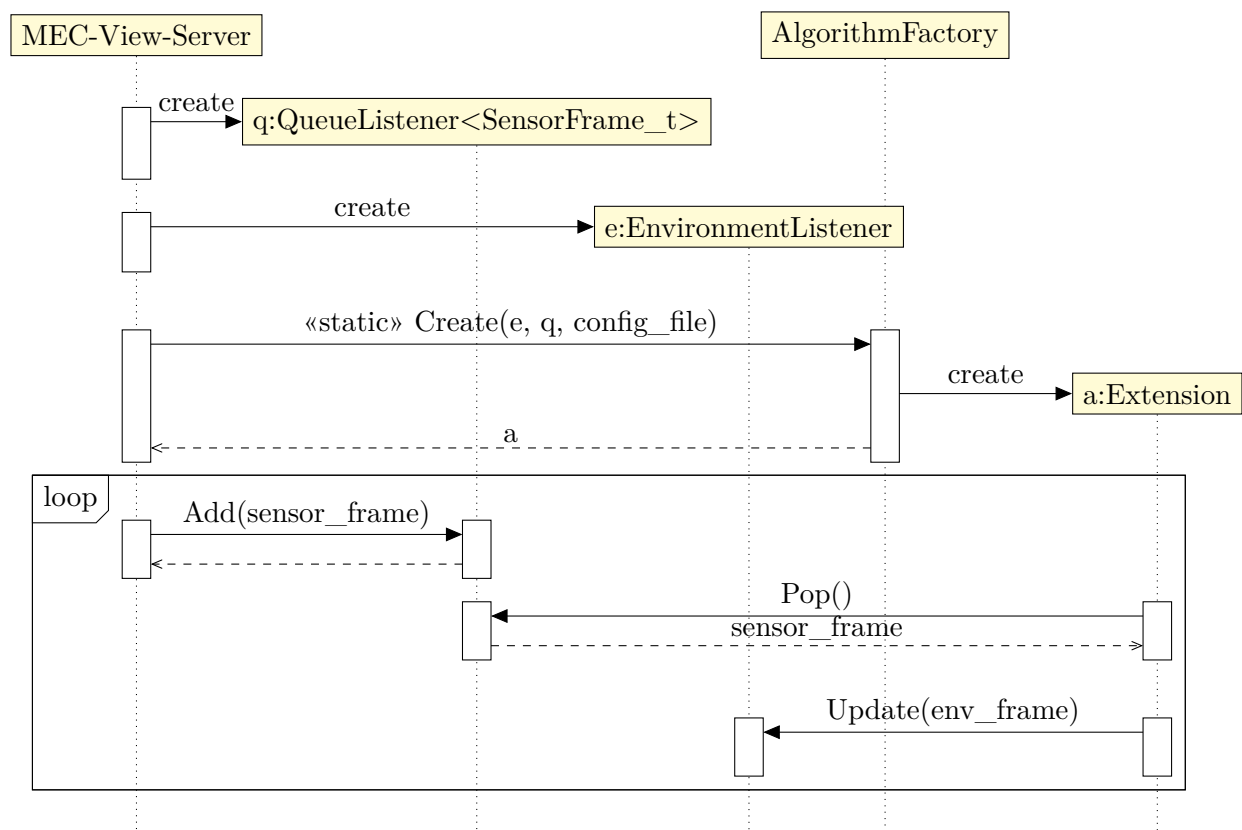 MEC-View-Server
AlgorithmFactory
create
q:QueueListener<SensorFrame_t>
create
e:EnvironmentListener
«static» Create(e, q, config_file)
create
a:Extension
a
loop
Add(sensor_frame)
Pop()
sensor_frame
Update(env_frame)